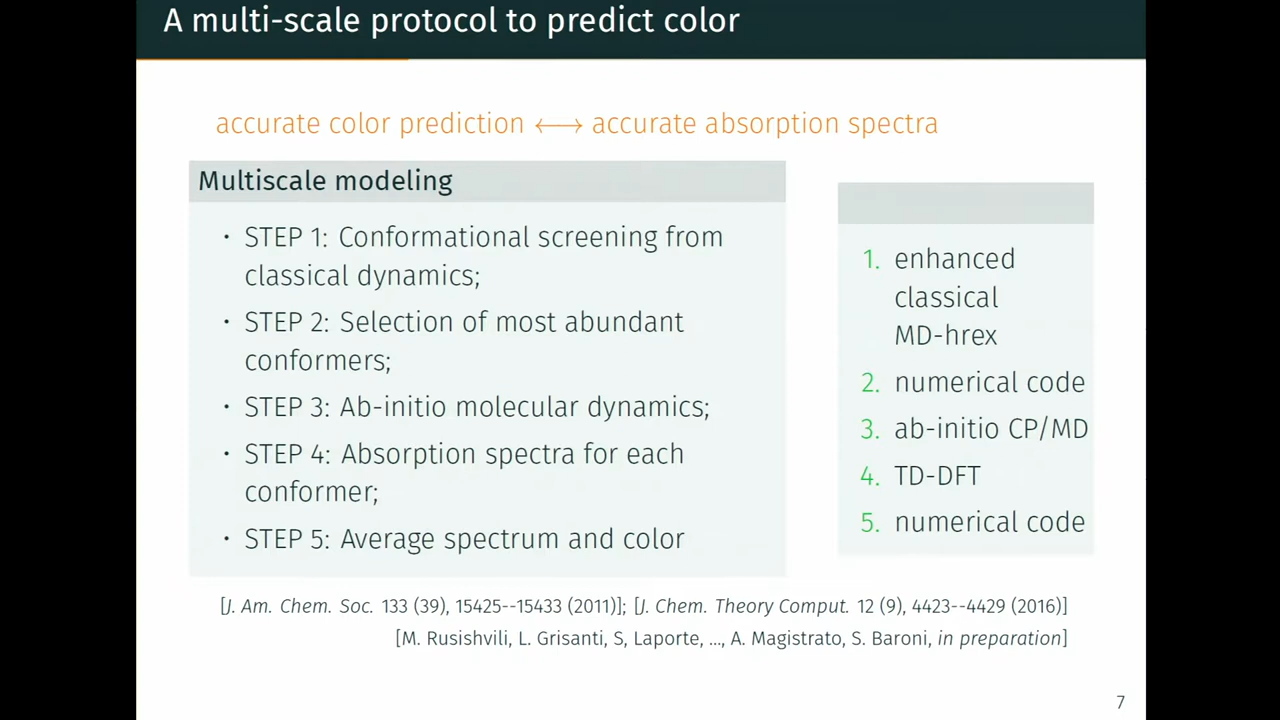 A multi-scale protocol to predict color
accurate color prediction ⟷ accurate absorption spectra
Multiscale modeling
• STEP 1: Conformational screening from
classical dynamics;
• STEP 2: Selection of most abundant
conformers;
• STEP 3: Ab-initio molecular dynamics;
• STEP 4: Absorption spectra for each
conformer;
• STEP 5: Average spectrum and color
1. enhanced
classical
MD-hrex
2. numerical code
3. ab-initio CP/MD
4. TD-DFT
5. numerical code
[J. Am. Chem. Soc. 133 (39), 15425--15433 (2011)]; [J. Chem. Theory Comput. 12 (9), 4423--4429 (2016)]
[M. Rusishvili, L. Grisanti, S, Laporte, ..., A. Magistrato, S. Baroni, in preparation]
7